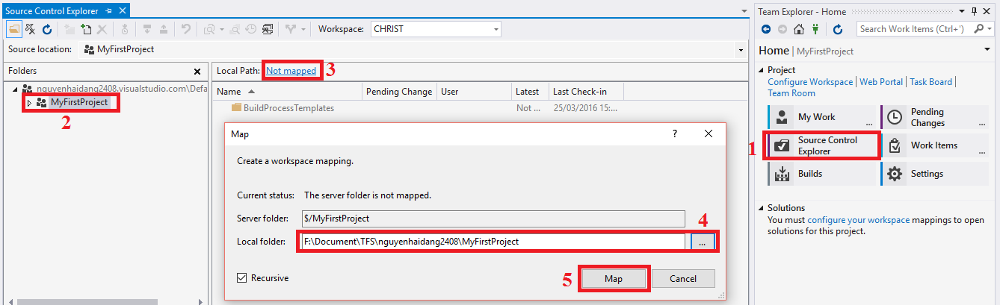 Source Control Explorer
Workspace: CHRIST
Source location: MyFirstProject
Folders
nguyenhaidang2408.visualstudio.com\Defa
MyFirstProject
2
Local Path: Not mapped
3
Name Pending Change User Latest Last Check-in
BuildProcessTemplates Not ... 25/03/2016 15:...
Map ?
Create a workspace mapping.
Current status: The server folder is not mapped.
Server folder: $/MyFirstProject
4
Local folder: F:\Document\TFS\nguyenhaidang2408\MyFirstProject ...
Recursive
5
Map Cancel
Team Explorer - Home
Search Work Items (Ctrl+')
Home | MyFirstProject
Project
Configure Workspace | Web Portal | Task Board |
Team Room
My Work ...
Pending
Changes ...
1
Source Control
Explorer
Work Items ...
Builds
Settings
Solutions
You must configure your workspace mappings to open
solutions for this project.